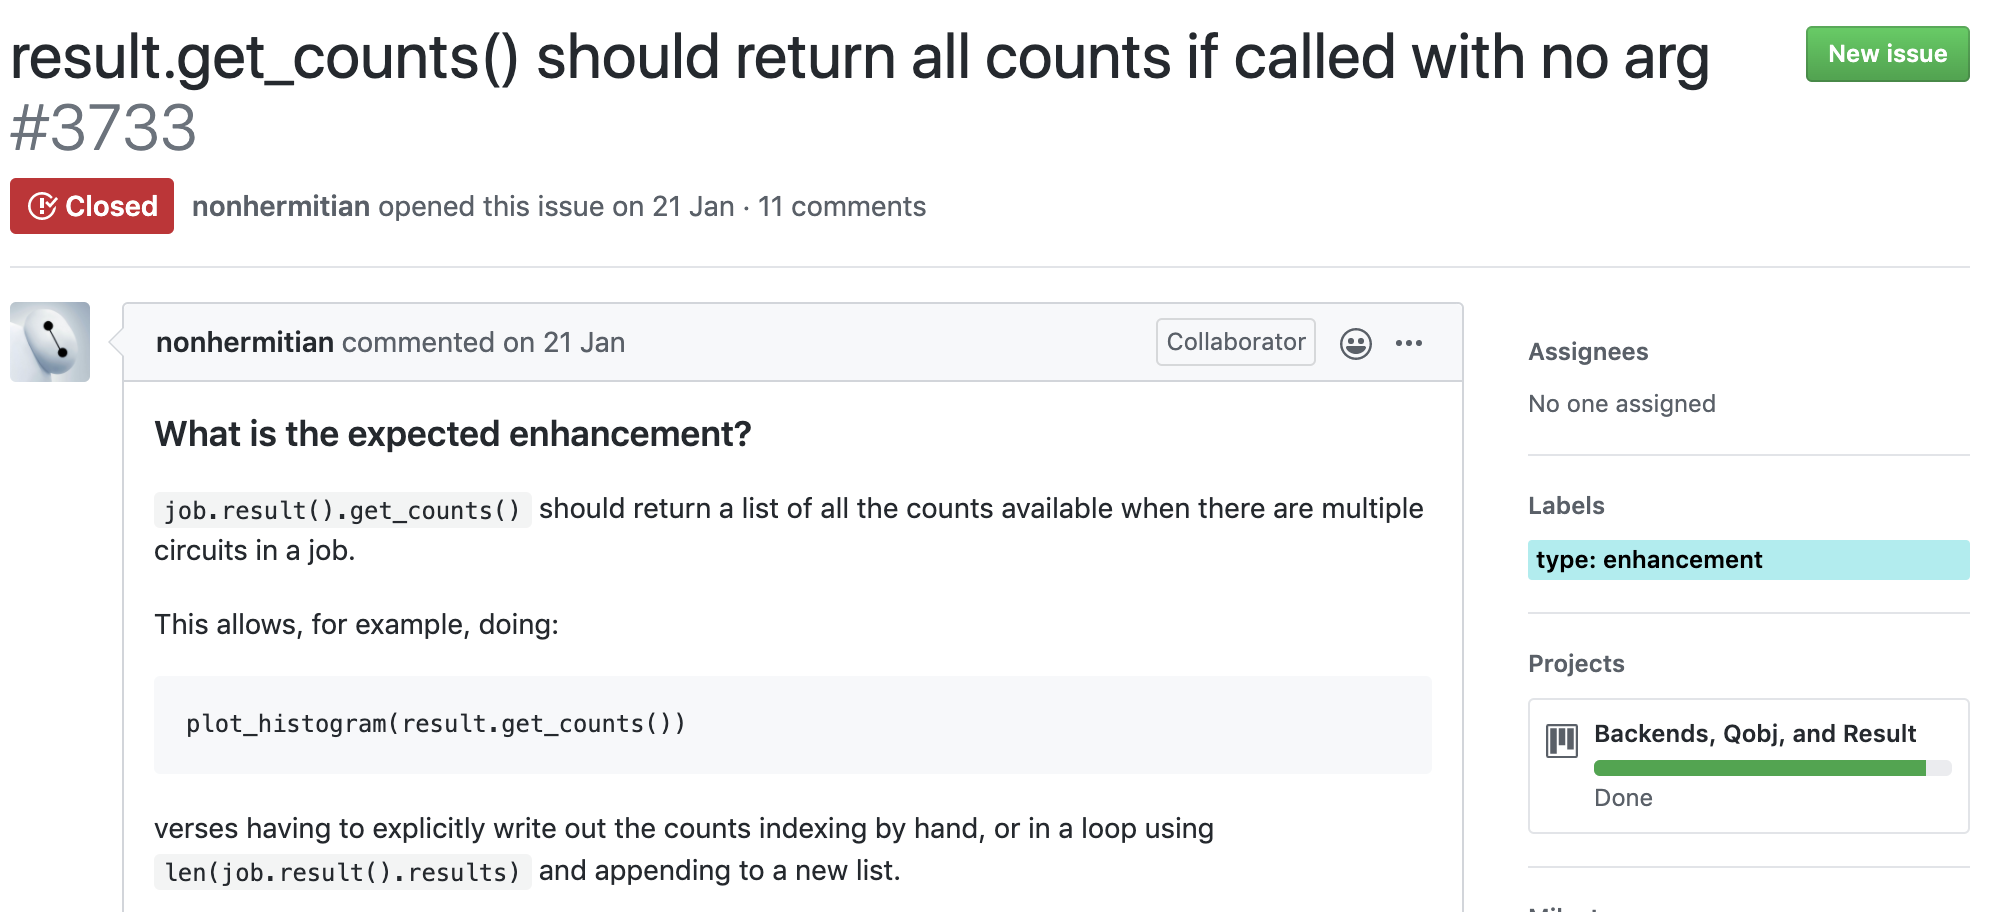 result.get_counts() should return all counts if called with no arg
#3733
New issue
Closed
nonhermitian opened this issue on 21 Jan · 11 comments
nonhermitian commented on 21 Jan
Collaborator
What is the expected enhancement?
job.result().get_counts() should return a list of all the counts available when there are multiple
circuits in a job.
This allows, for example, doing:
plot_histogram(result.get_counts())
verses having to explicitly write out the counts indexing by hand, or in a loop using
len(job.result().results) and appending to a new list.
Assignees
No one assigned
Labels
type: enhancement
Projects
Backends, Qobj, and Result
Done